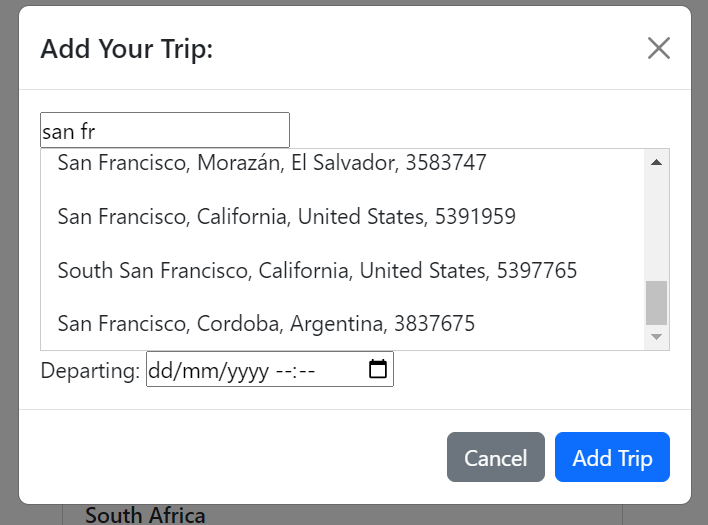 Add Your Trip:
san fr
San Francisco, Morazán, El Salvador, 3583747
San Francisco, California, United States, 5391959
South San Francisco, California, United States, 5397765
San Francisco, Cordoba, Argentina, 3837675
Departing: dd/mm/yyyy --:--
Cancel Add Trip
South Africa